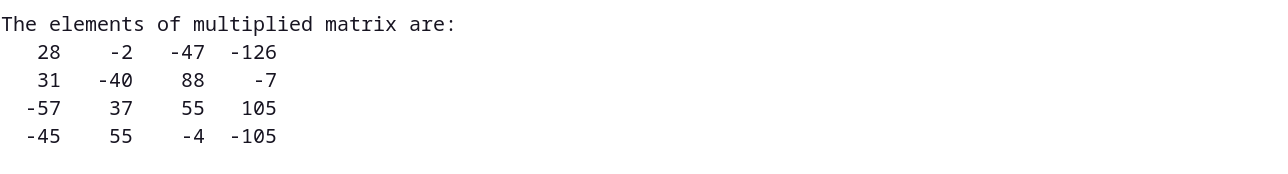 The elements of multiplied matrix are:
   28    -2   -47  -126
   31   -40    88    -7
  -57    37    55   105
  -45    55    -4  -105